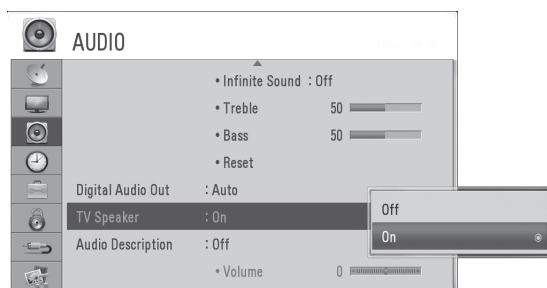 AUDIO
• Infinite Sound : Off
• Treble 50
• Bass 50
• Reset
Digital Audio Out : Auto
TV Speaker : On
Audio Description : Off
• Volume 0
Off
On